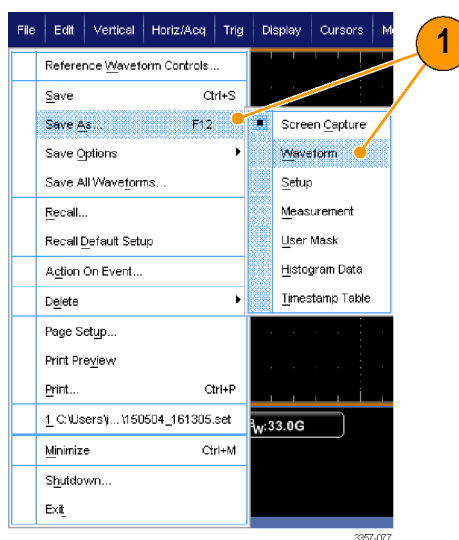 File Edit Vertical Horiz/Acq Trig Display Cursors
1
Reference Waveform Controls...
Save Ctrl+S
Save As... F12
Screen Capture
Save Options
Waveform
Save All Waveforms...
Setup
Recall...
Measurement
Recall Default Setup
User Mask
Action On Event...
Histogram Data
Delete
Timestamp Table
Page Setup...
Print Preview
Print... Ctrl+P
1 C:\Users\j...\150504_161305.set
BW:33.0G
Minimize Ctrl+M
Shutdown...
Exit
3357-077